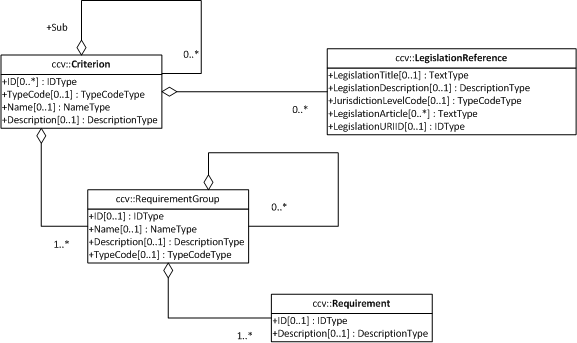 +Sub
0..*
ccv::Criterion
+ID[0..*] : IDType
+TypeCode[0..1] : TypeCodeType
+Name[0..1] : NameType
+Description[0..1] : DescriptionType
0..*
ccv::LegislationReference
+LegislationTitle[0..1] : TextType
+LegislationDescription[0..1] : DescriptionType
+JurisdictionLevelCode[0..1] : TypeCodeType
+LegislationArticle[0..*] : TextType
+LegislationURIID[0..1] : IDType
1..*
ccv::RequirementGroup
+ID[0..1] : IDType
+Name[0..1] : NameType
+Description[0..1] : DescriptionType
+TypeCode[0..1] : TypeCodeType
0..*
1..*
ccv::Requirement
+ID[0..1] : IDType
+Description[0..1] : DescriptionType